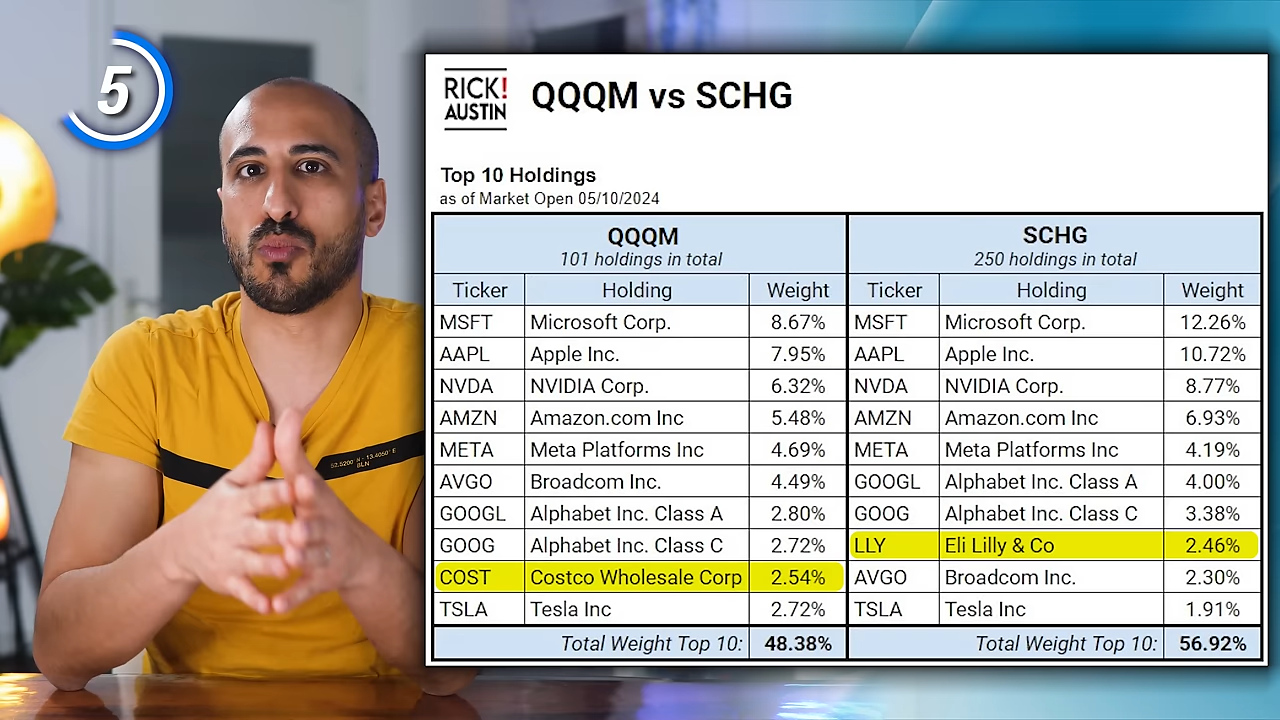 5
RICK!
AUSTIN
QQQM vs SCHG
Top 10 Holdings
as of Market Open 05/10/2024
QQQM SCHG
101 holdings in total 250 holdings in total
Ticker Holding Weight Ticker Holding Weight
MSFT Microsoft Corp. 8.67% MSFT Microsoft Corp. 12.26%
AAPL Apple Inc. 7.95% AAPL Apple Inc. 10.72%
NVDA NVIDIA Corp. 6.32% NVDA NVIDIA Corp. 8.77%
AMZN Amazon.com Inc 5.48% AMZN Amazon.com Inc 6.93%
META Meta Platforms Inc 4.69% META Meta Platforms Inc 4.19%
AVGO Broadcom Inc. 4.49% GOOGL Alphabet Inc. Class A 4.00%
GOOGL Alphabet Inc. Class A 2.80% GOOG Alphabet Inc. Class C 3.38%
GOOG Alphabet Inc. Class C 2.72% LLY Eli Lilly & Co 2.46%
COST Costco Wholesale Corp 2.54% AVGO Broadcom Inc. 2.30%
TSLA Tesla Inc 2.72% TSLA Tesla Inc 1.91%
Total Weight Top 10: 48.38% Total Weight Top 10: 56.92%
52.5200° N - 13.4050° E
BLN